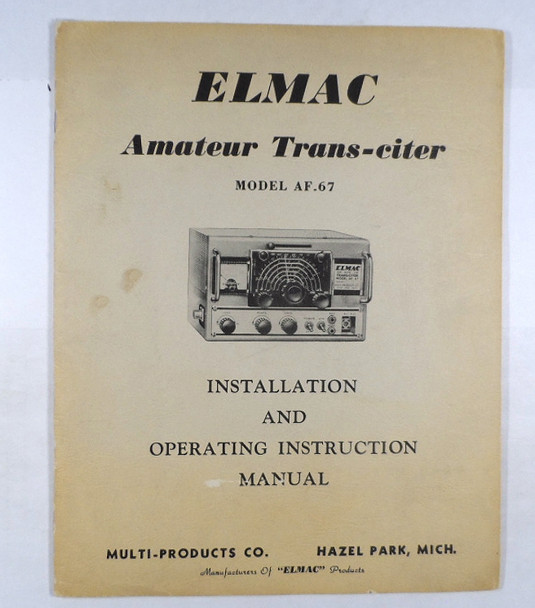 ELMAC
Amateur Trans-citer
MODEL AF.67
ELMAC
INSTALLATION
AND
OPERATING INSTRUCTION
MANUAL
MULTI-PRODUCTS CO. HAZEL PARK, MICH.
Manufacturers Of "ELMAC" Products